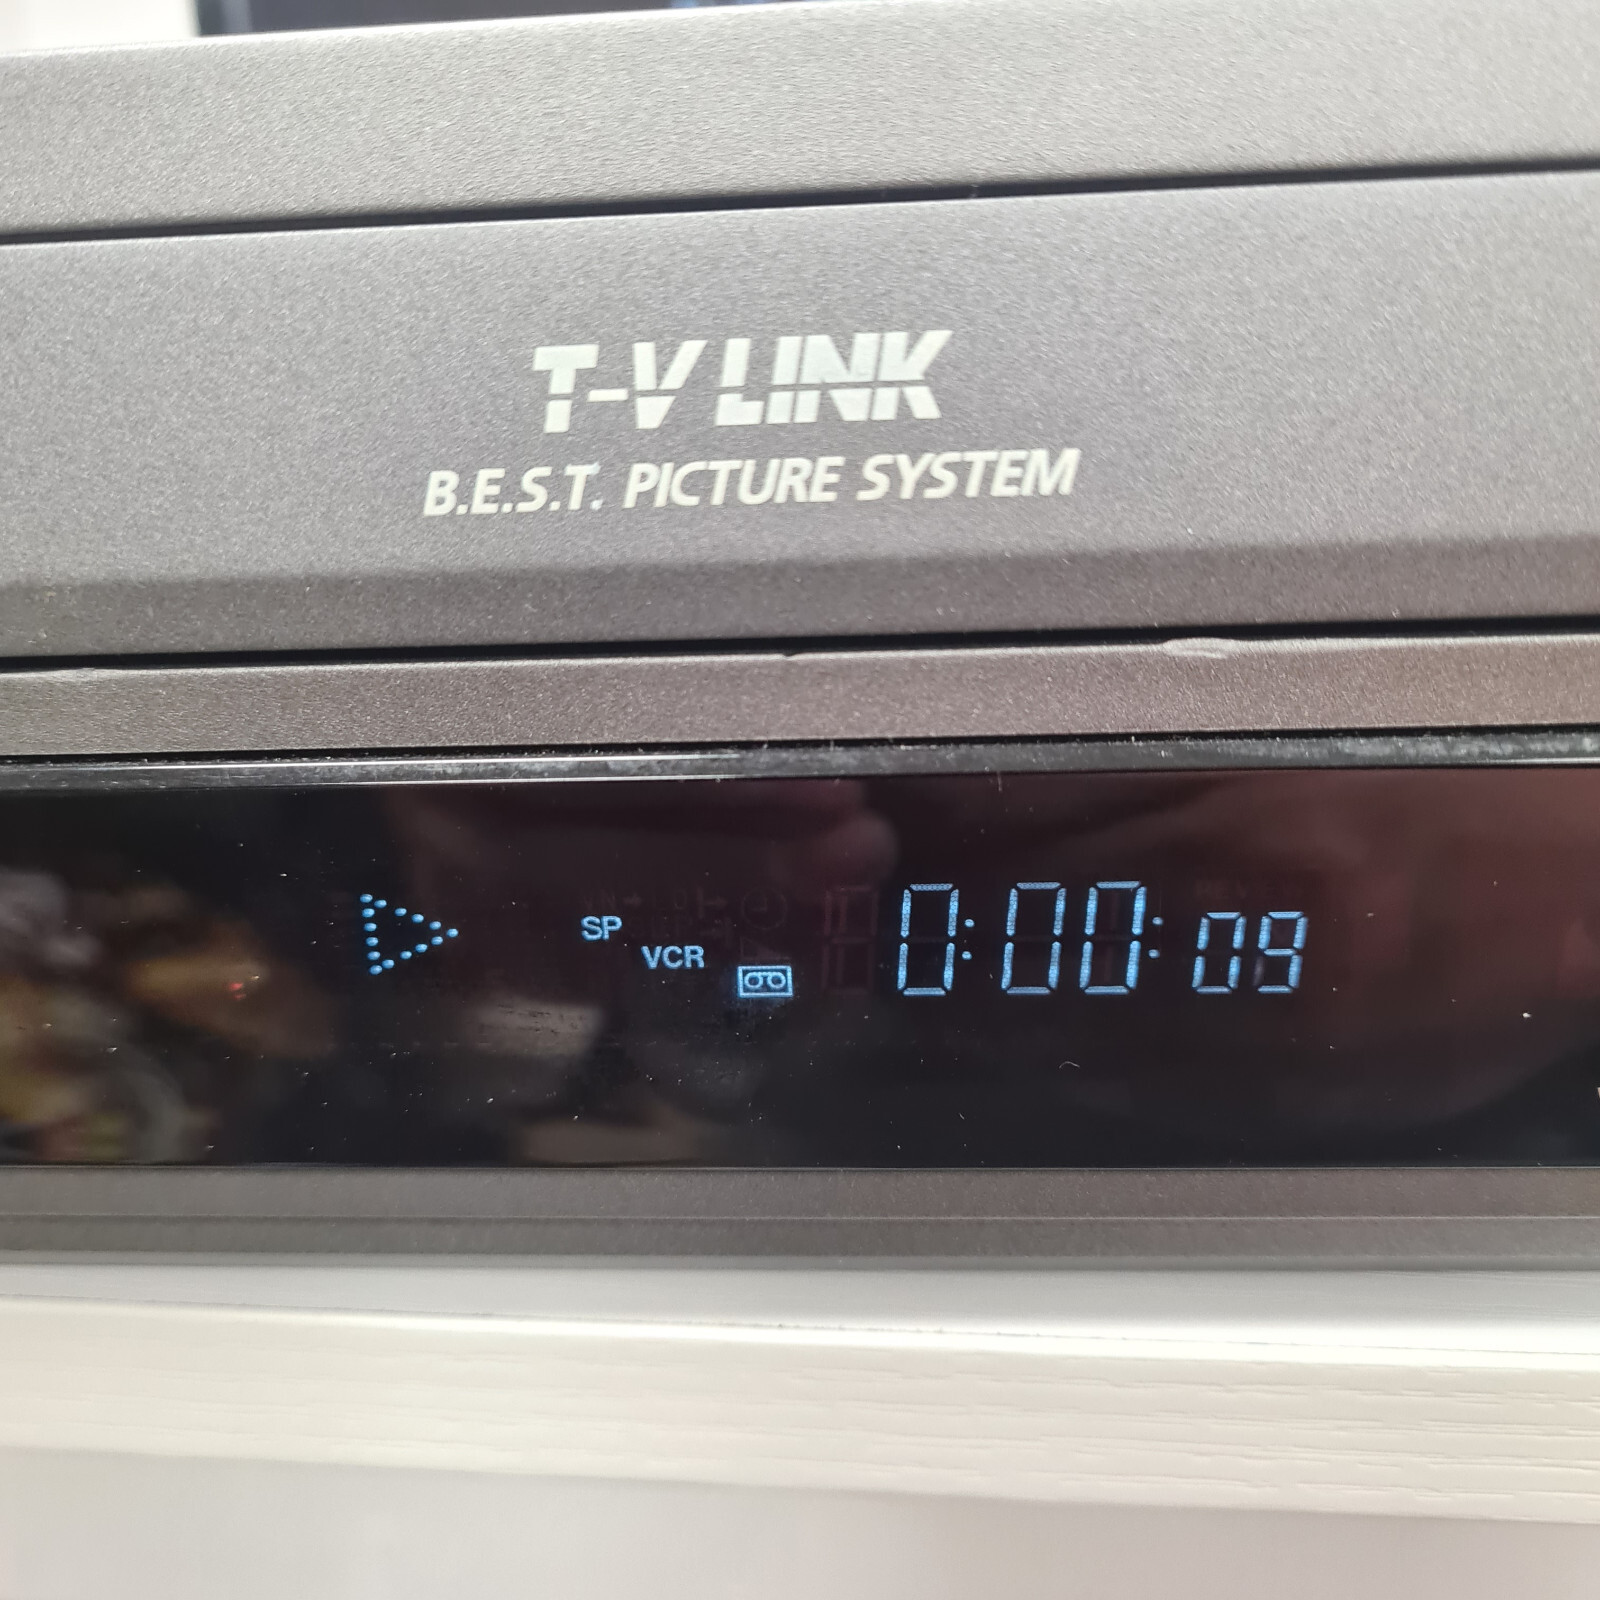 T-V LINK
B.E.S.T. PICTURE SYSTEM
SP
VCR
0:00:09